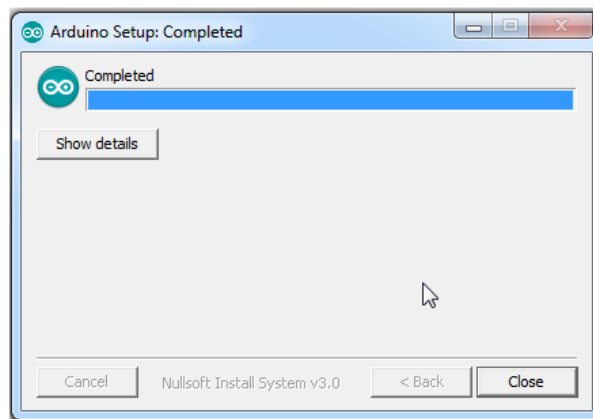 Arduino Setup: Completed
Completed
Show details
Cancel Nullsoft Install System v3.0 < Back Close